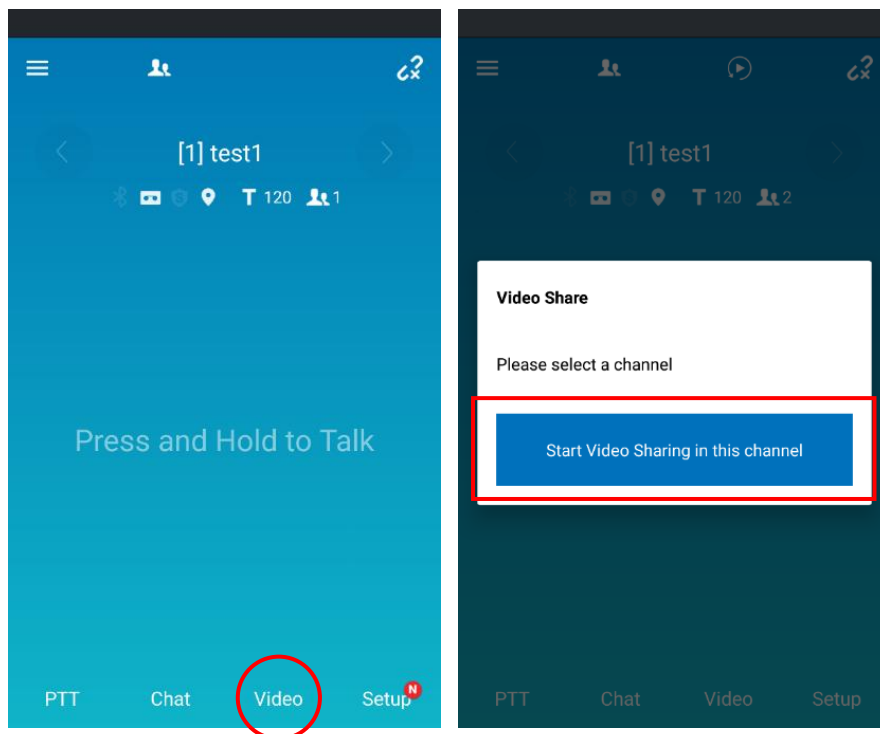 [1] test1
T 120 1
Press and Hold to Talk
PTT Chat Video Setup N
[1] test1
T 120 2
Video Share
Please select a channel
Start Video Sharing in this channel
PTT Chat Video Setup